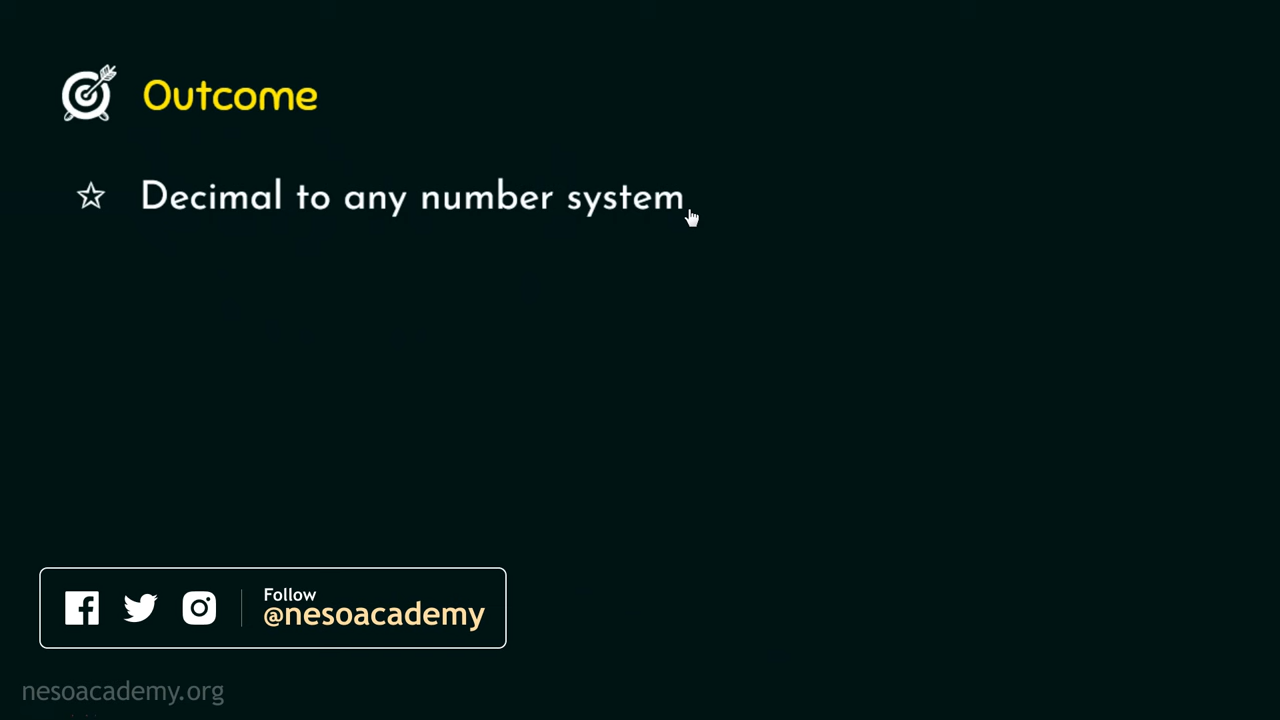 Outcome
Decimal to any number system
Follow
@nesoacademy
nesoacademy.org